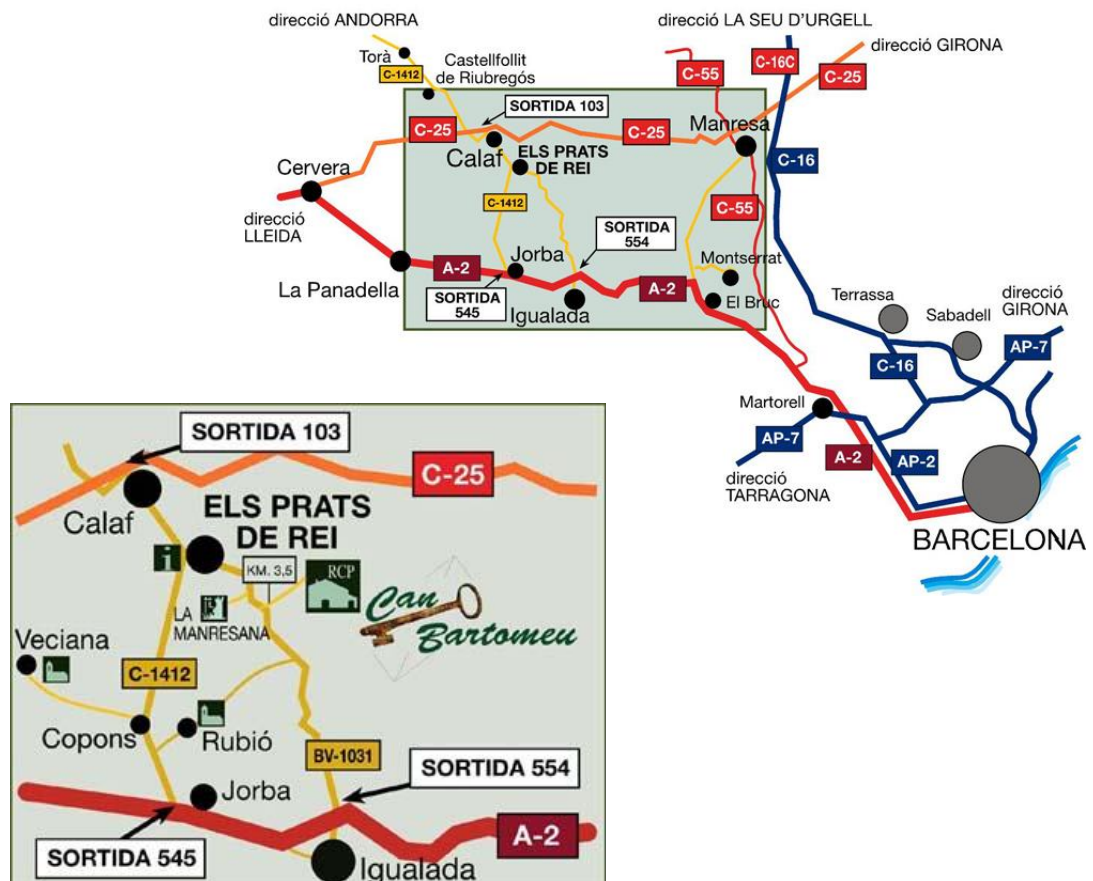 direcció ANDORRA
direcció LA SEU D'URGELL
direcció GIRONA
Torà
C-1412
Castellfollit
de Riubregós
C-55
C-16C
C-25
SORTIDA 103
C-25
C-25
Manresa
Calaf
ELS PRATS
DE REI
Cervera
C-16
C-1412
C-55
direcció
LLEIDA
SORTIDA
554
Jorba
Montserrat
A-2
A-2
La Panadella
SORTIDA
545
Igualada
El Bruc
Terrassa
Sabadell
direcció
GIRONA
AP-7
C-16
Martorell
AP-7
A-2
AP-2
direcció
TARRAGONA
BARCELONA
SORTIDA 103
C-25
Calaf
ELS PRATS
DE REI
i
KM. 3,5
RCP
LA
MANRESANA
Can
Bartomeu
Veciana
C-1412
Copons
Rubió
BV-1031
SORTIDA 554
Jorba
A-2
SORTIDA 545
Igualada